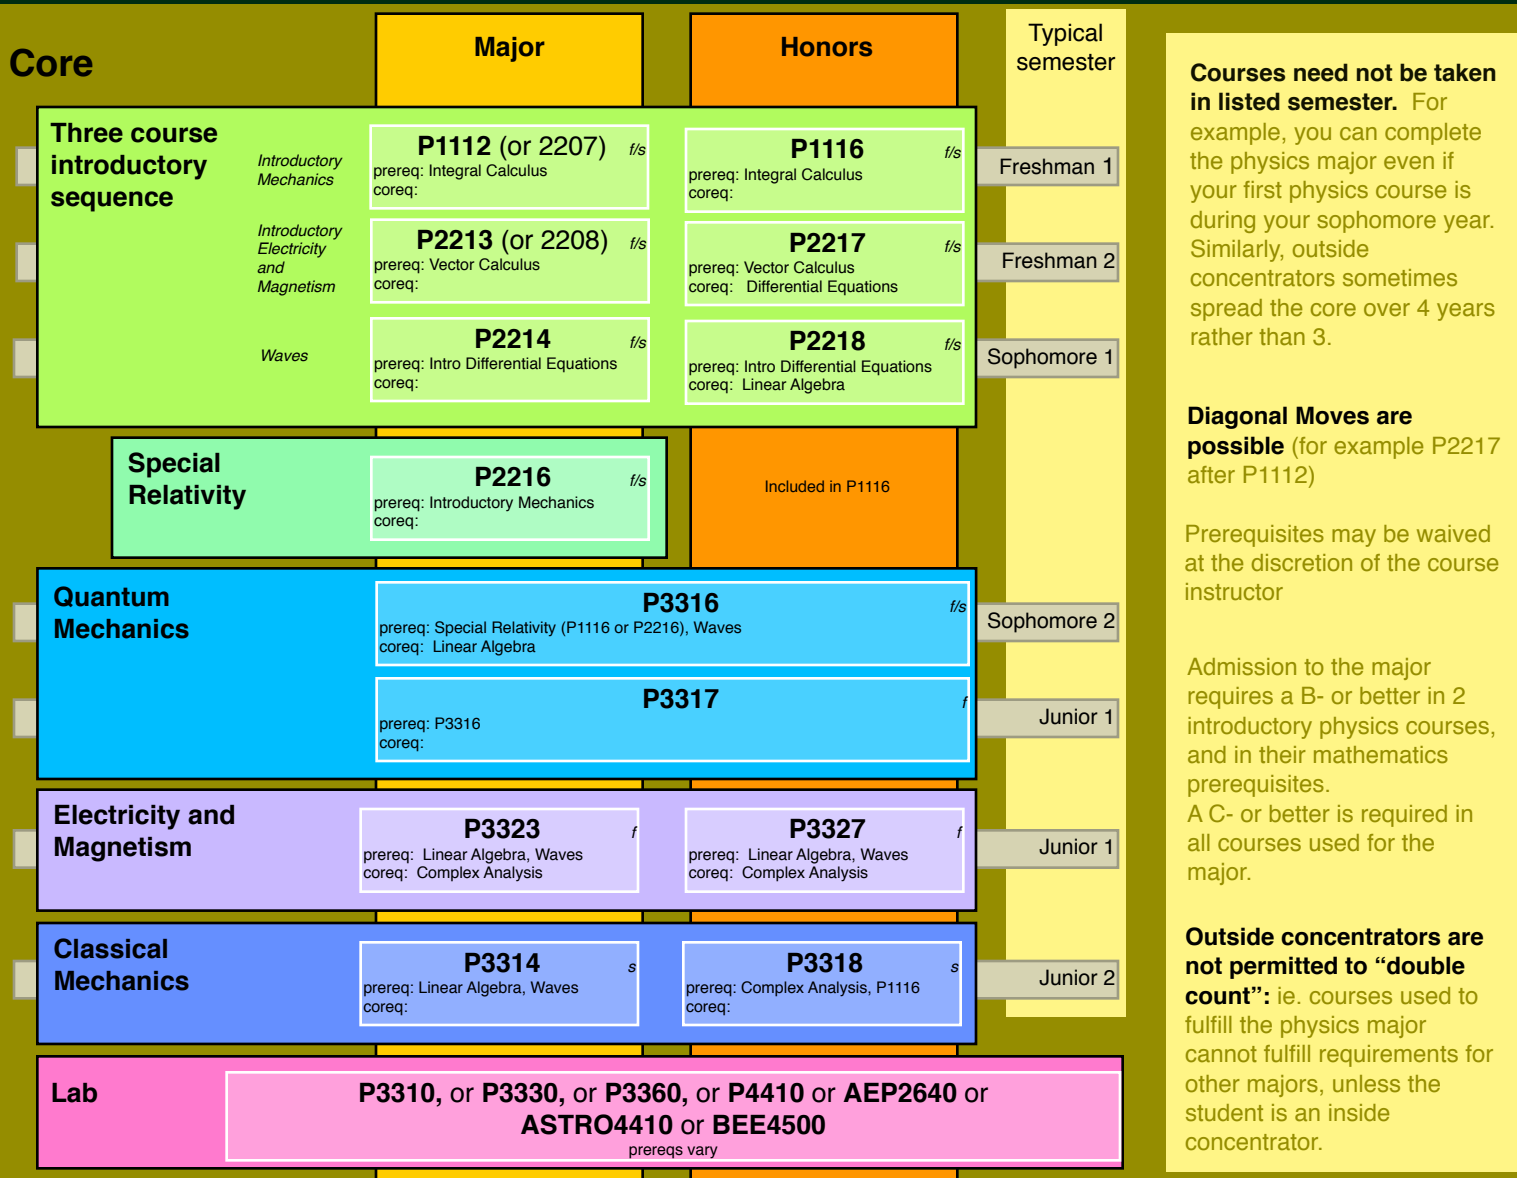 Core
Major
Honors
Typical
semester
Three course
introductory
sequence
Introductory
Mechanics
P1112 (or 2207) f/s
prereq: Integral Calculus
coreq:
P1116 f/s
prereq: Integral Calculus
coreq:
Freshman 1
Introductory
Electricity
and
Magnetism
P2213 (or 2208) f/s
prereq: Vector Calculus
coreq:
P2217 f/s
prereq: Vector Calculus
coreq: Differential Equations
Freshman 2
Waves
P2214 f/s
prereq: Intro Differential Equations
coreq:
P2218 f/s
prereq: Intro Differential Equations
coreq: Linear Algebra
Sophomore 1
Special
Relativity
P2216 f/s
prereq: Introductory Mechanics
coreq:
Included in P1116
Quantum
Mechanics
P3316 f/s
prereq: Special Relativity (P1116 or P2216), Waves
coreq: Linear Algebra
Sophomore 2
P3317 f
prereq: P3316
coreq:
Junior 1
Electricity and
Magnetism
P3323 f
prereq: Linear Algebra, Waves
coreq: Complex Analysis
P3327 f
prereq: Linear Algebra, Waves
coreq: Complex Analysis
Junior 1
Classical
Mechanics
P3314 s
prereq: Linear Algebra, Waves
coreq:
P3318 s
prereq: Complex Analysis, P1116
coreq:
Junior 2
Lab
P3310, or P3330, or P3360, or P4410 or AEP2640 or
ASTRO4410 or BEE4500
prereqs vary
Courses need not be taken
in listed semester. For
example, you can complete
the physics major even if
your first physics course is
during your sophomore year.
Similarly, outside
concentrators sometimes
spread the core over 4 years
rather than 3.
Diagonal Moves are
possible (for example P2217
after P1112)
Prerequisites may be waived
at the discretion of the course
instructor
Admission to the major
requires a B- or better in 2
introductory physics courses,
and in their mathematics
prerequisites.
A C- or better is required in
all courses used for the
major.
Outside concentrators are
not permitted to “double
count”: ie. courses used to
fulfill the physics major
cannot fulfill requirements for
other majors, unless the
student is an inside
concentrator.